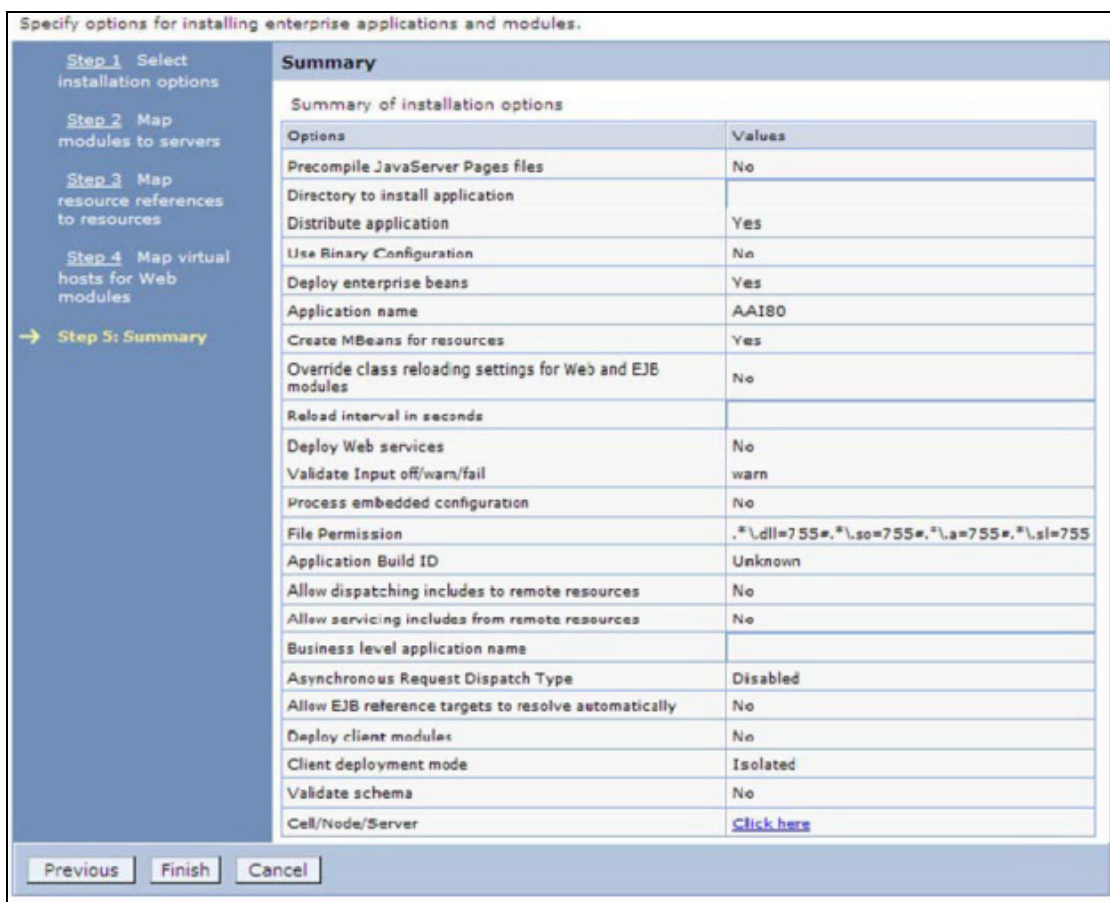 Specify options for installing enterprise applications and modules.
Step 1 Select
installation options
Step 2 Map
modules to servers
Step 3 Map
resource references
to resources
Step 4 Map virtual
hosts for Web
modules
Step 5: Summary
Summary
Summary of installation options
Options Values
Precompile JavaServer Pages files No
Directory to install application
Distribute application Yes
Use Binary Configuration No
Deploy enterprise beans Yes
Application name AAI80
Create MBeans for resources Yes
Override class reloading settings for Web and EJB
modules No
Reload interval in seconds
Deploy Web services No
Validate Input off/warn/fail warn
Process embedded configuration No
File Permission .*\.dll=755#.*\.so=755#.*\.a=755#.*\.sl=755
Application Build ID Unknown
Allow dispatching includes to remote resources No
Allow servicing includes from remote resources No
Business level application name
Asynchronous Request Dispatch Type Disabled
Allow EJB reference targets to resolve automatically No
Deploy client modules No
Client deployment mode Isolated
Validate schema No
Cell/Node/Server Click here
Previous Finish Cancel